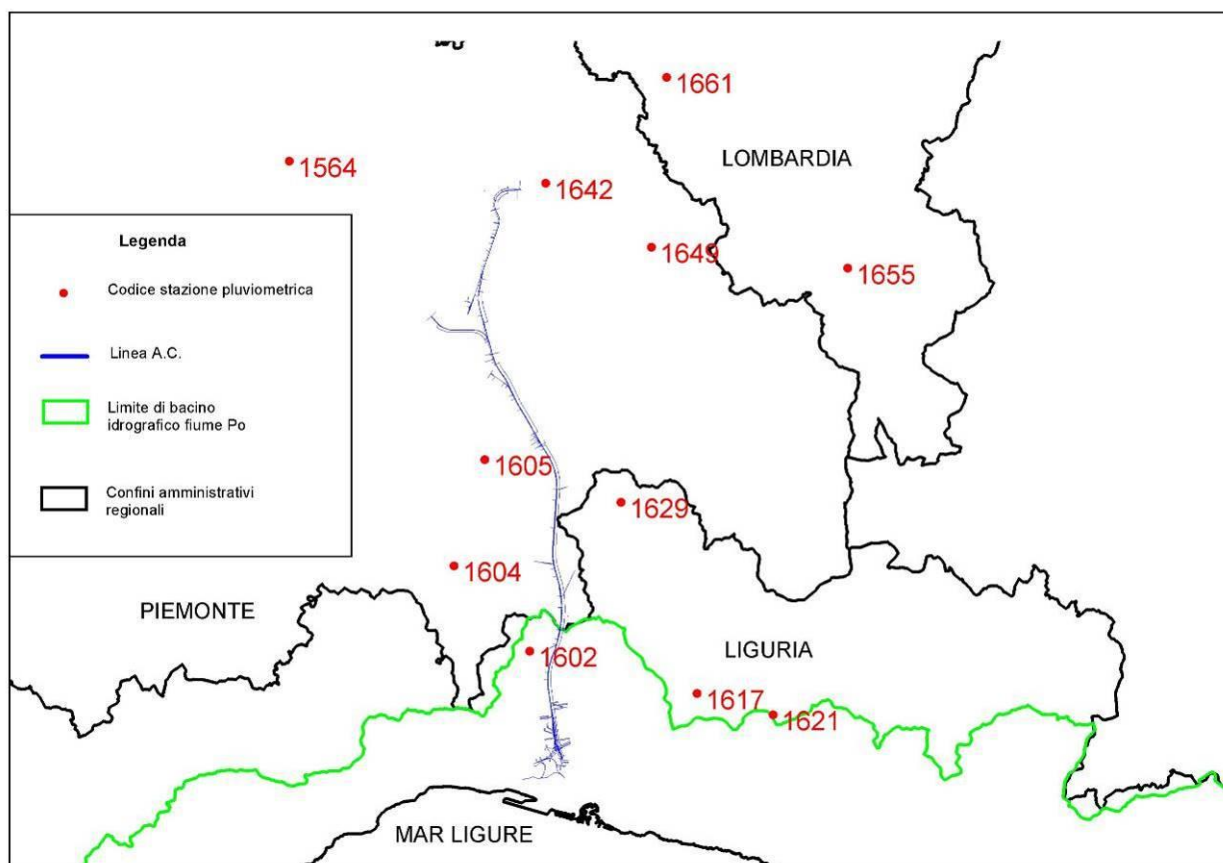 1661
LOMBARDIA
1564
1642
1649
1655
Legenda
Codice stazione pluviometrica
Linea A.C.
Limite di bacino
idrografico fiume Po
Confini amministrativi
regionali
1605
1629
1604
PIEMONTE
1602
LIGURIA
1617
1621
MAR LIGURE